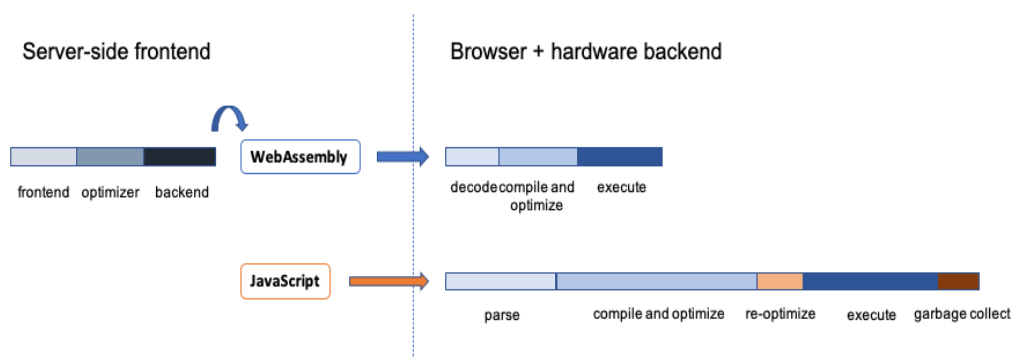 Server-side frontend
Browser + hardware backend
WebAssembly
frontend optimizer backend
decode compile and optimize execute
JavaScript
parse compile and optimize re-optimize execute garbage collect